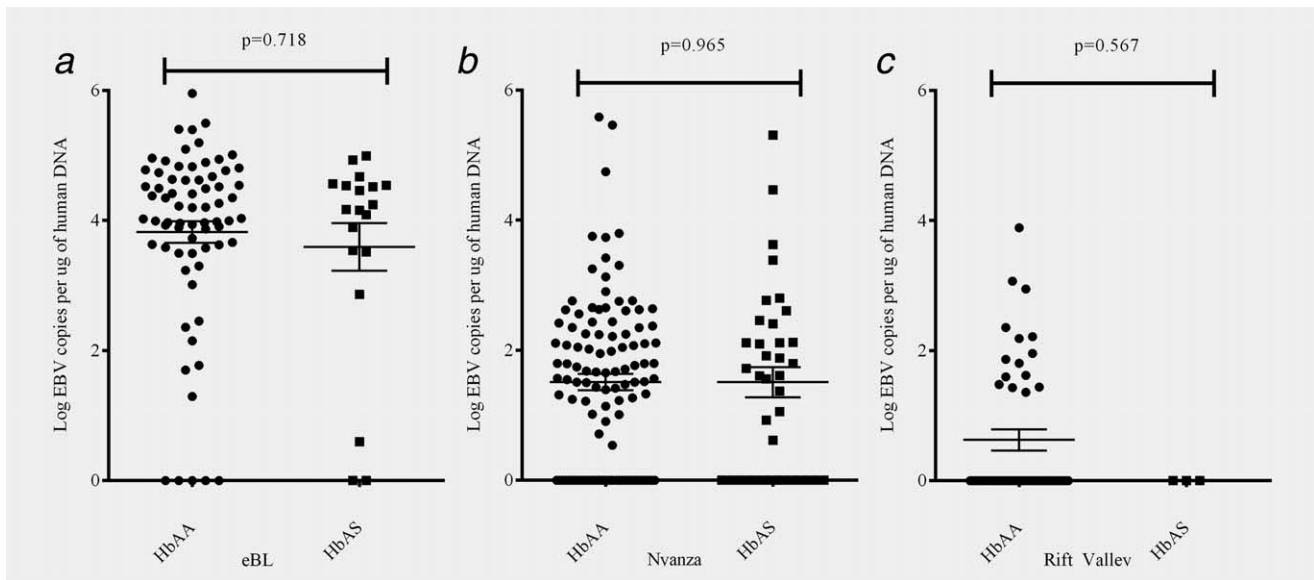 a
p=0.718
Log EBV copies per ug of human DNA
6
4
2
0
HbAA
HbAS
eBL
b
p=0.965
Log EBV copies per ug of human DNA
6
4
2
0
HbAA
HbAS
Nvanza
c
p=0.567
Log EBV copies per ug of human DNA
6
4
2
0
HbAA
HbAS
Rift Vallev